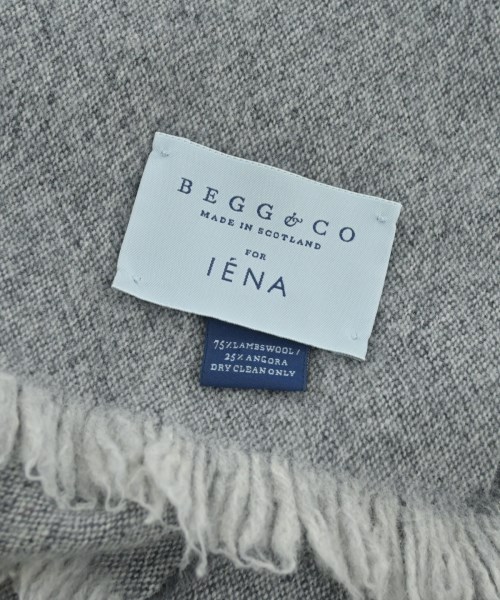 BEGG & CO
MADE IN SCOTLAND
FOR
IÉNA
75%LAMBSWOOL/
25%ANGORA
DRY CLEAN ONLY